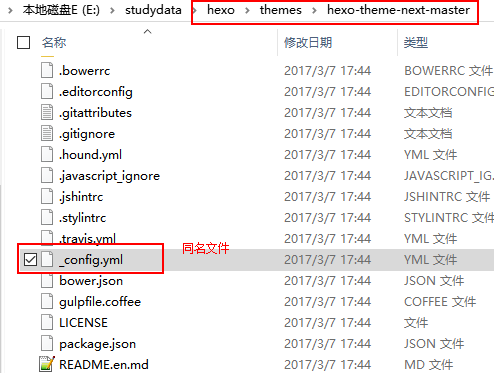 本地磁盘E (E:) > studydata > hexo > themes > hexo-theme-next-master
名称 修改日期 类型
.bowerrc 2017/3/7 17:44 BOWERRC 文件
.editorconfig 2017/3/7 17:44 EDITORCONFIG
.gitattributes 2017/3/7 17:44 文本文档
.gitignore 2017/3/7 17:44 文本文档
.hound.yml 2017/3/7 17:44 YML 文件
.javascript_ignore 2017/3/7 17:44 JAVASCRIPT_IG
.jshintrc 2017/3/7 17:44 JSHINTRC 文件
.stylintrc 2017/3/7 17:44 STYLINTRC 文件
.travis.yml 2017/3/7 17:44 YML 文件
_config.yml 同名文件 2017/3/7 17:44 YML 文件
bower.json 2017/3/7 17:44 JSON 文件
gulpfile.coffee 2017/3/7 17:44 COFFEE 文件
LICENSE 2017/3/7 17:44 文件
package.json 2017/3/7 17:44 JSON 文件
README.en.md 2017/3/7 17:44 MD 文件